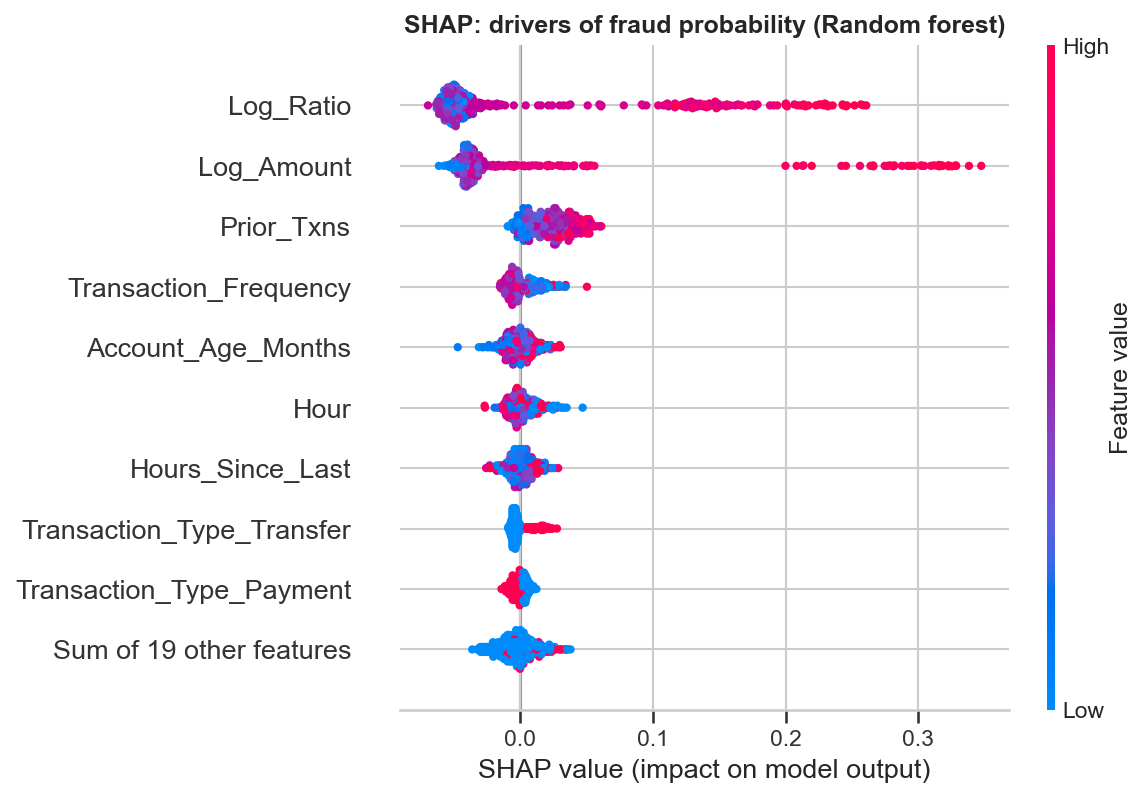 SHAP: drivers of fraud probability (Random forest)
High
Log_Ratio
Log_Amount
Prior_Txns
Transaction_Frequency
Account_Age_Months
Hour
Hours_Since_Last
Transaction_Type_Transfer
Transaction_Type_Payment
Sum of 19 other features
Feature value
Low
0.0 0.1 0.2 0.3
SHAP value (impact on model output)